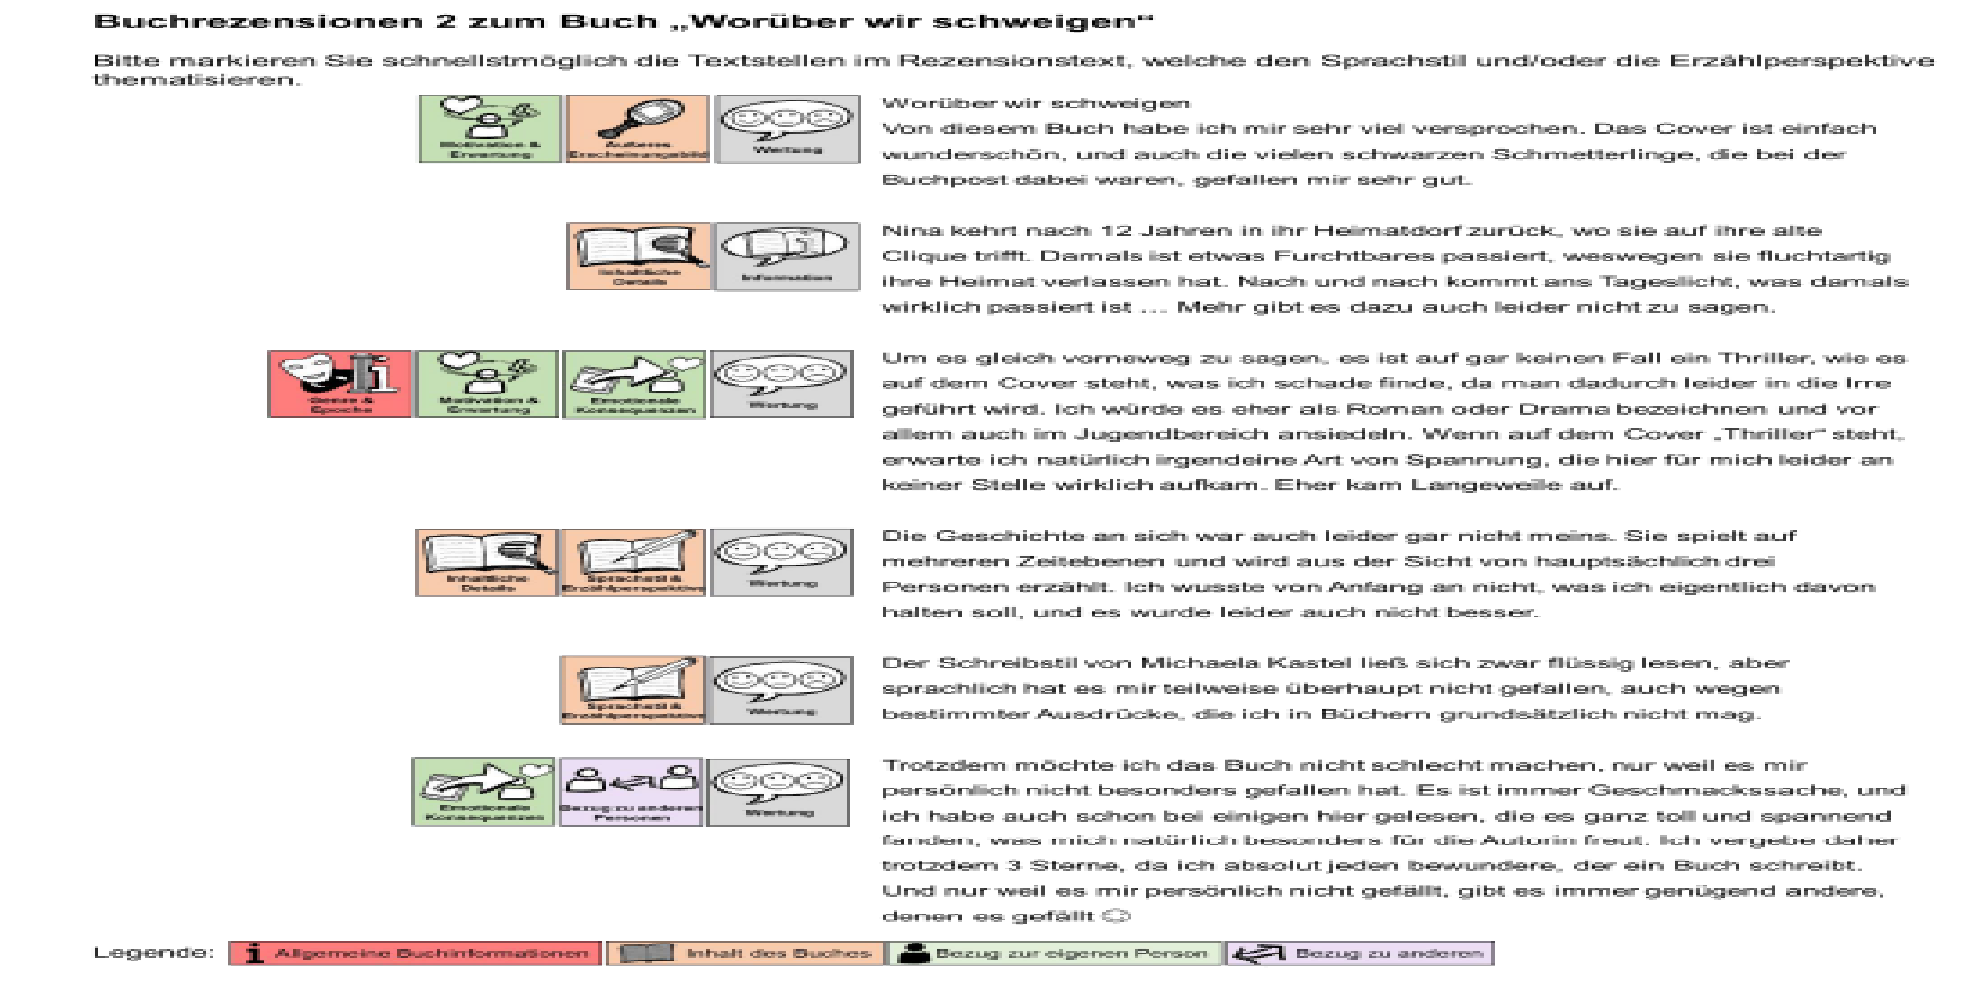 Buchrezensionen 2 zum Buch „Worüber wir schweigen“
Bitte markieren Sie schnellstmöglich die Textstellen im Rezensionstext, welche den Sprachstil und/oder die Erzählperspektive
thematisieren.
Motivation & Erwartung
Äußeres Erscheinungsbild
Wertung
Worüber wir schweigen
Von diesem Buch habe ich mir sehr viel versprochen. Das Cover ist einfach
wunderschön, und auch die vielen schwarzen Schmetterlinge, die bei der
Buchpost dabei waren, gefallen mir sehr gut.
Inhaltliche Details
Information
Nina kehrt nach 12 Jahren in ihr Heimatdorf zurück, wo sie auf ihre alte
Clique trifft. Damals ist etwas Furchtbares passiert, weswegen sie fluchtartig
ihre Heimat verlassen hat. Nach und nach kommt ans Tageslicht, was damals
wirklich passiert ist ... Mehr gibt es dazu auch leider nicht zu sagen.
Genre & Epoche
Motivation & Erwartung
Emotionale Konsequenzen
Wertung
Um es gleich vorneweg zu sagen, es ist auf gar keinen Fall ein Thriller, wie es
auf dem Cover steht, was ich schade finde, da man dadurch leider in die Irre
geführt wird. Ich würde es eher als Roman oder Drama bezeichnen und vor
allem auch im Jugendbereich ansiedeln. Wenn auf dem Cover „Thriller“ steht,
erwarte ich natürlich irgendeine Art von Spannung, die hier für mich leider an
keiner Stelle wirklich aufkam. Eher kam Langeweile auf.
Inhaltliche Details
Sprachstil & Erzählperspektive
Wertung
Die Geschichte an sich war auch leider gar nicht meins. Sie spielt auf
mehreren Zeitebenen und wird aus der Sicht von hauptsächlich drei
Personen erzählt. Ich wusste von Anfang an nicht, was ich eigentlich davon
halten soll, und es wurde leider auch nicht besser.
Sprachstil & Erzählperspektive
Wertung
Der Schreibstil von Michaela Kastel ließ sich zwar flüssig lesen, aber
sprachlich hat es mir teilweise überhaupt nicht gefallen, auch wegen
bestimmter Ausdrücke, die ich in Büchern grundsätzlich nicht mag.
Emotionale Konsequenzen
Bezug zu anderen Personen
Wertung
Trotzdem möchte ich das Buch nicht schlecht machen, nur weil es mir
persönlich nicht besonders gefallen hat. Es ist immer Geschmackssache, und
ich habe auch schon bei einigen hier gelesen, die es ganz toll und spannend
fanden, was mich natürlich besonders für die Autorin freut. Ich vergebe daher
trotzdem 3 Sterne, da ich absolut jeden bewundere, der ein Buch schreibt.
Und nur weil es mir persönlich nicht gefällt, gibt es immer genügend andere,
denen es gefällt ☺
Legende: Allgemeine Buchinformationen Inhalt des Buches Bezug zur eigenen Person Bezug zu anderen